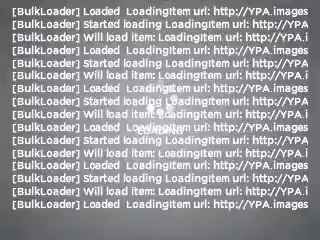 [BulkLoader] Loaded LoadingItem url: http://YPA.images
[BulkLoader] Started loading LoadingItem url: http://YPA
[BulkLoader] Will load item: LoadingItem url: http://YPA.i
[BulkLoader] Loaded LoadingItem url: http://YPA.images
[BulkLoader] Started loading LoadingItem url: http://YPA
[BulkLoader] Will load item: LoadingItem url: http://YPA.i
[BulkLoader] Loaded LoadingItem url: http://YPA.images
[BulkLoader] Started loading LoadingItem url: http://YPA
[BulkLoader] Will load item: LoadingItem url: http://YPA.i
[BulkLoader] Loaded LoadingItem url: http://YPA.images
LOADING
[BulkLoader] Started loading LoadingItem url: http://YPA
[BulkLoader] Will load item: LoadingItem url: http://YPA.i
[BulkLoader] Loaded LoadingItem url: http://YPA.images
[BulkLoader] Started loading LoadingItem url: http://YPA
[BulkLoader] Will load item: LoadingItem url: http://YPA.i
[BulkLoader] Loaded LoadingItem url: http://YPA.images